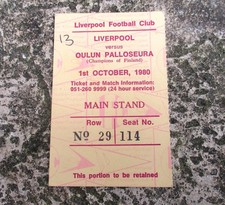 Liverpool Football Club
13
LIVERPOOL
versus
OULUN PALLOSEURA
(Champions of Finland)
1st OCTOBER, 1980
Ticket and Match Information:
051-260 9999 (24 hour service)
MAIN STAND
Row Seat No.
No 29 114
This portion to be retained